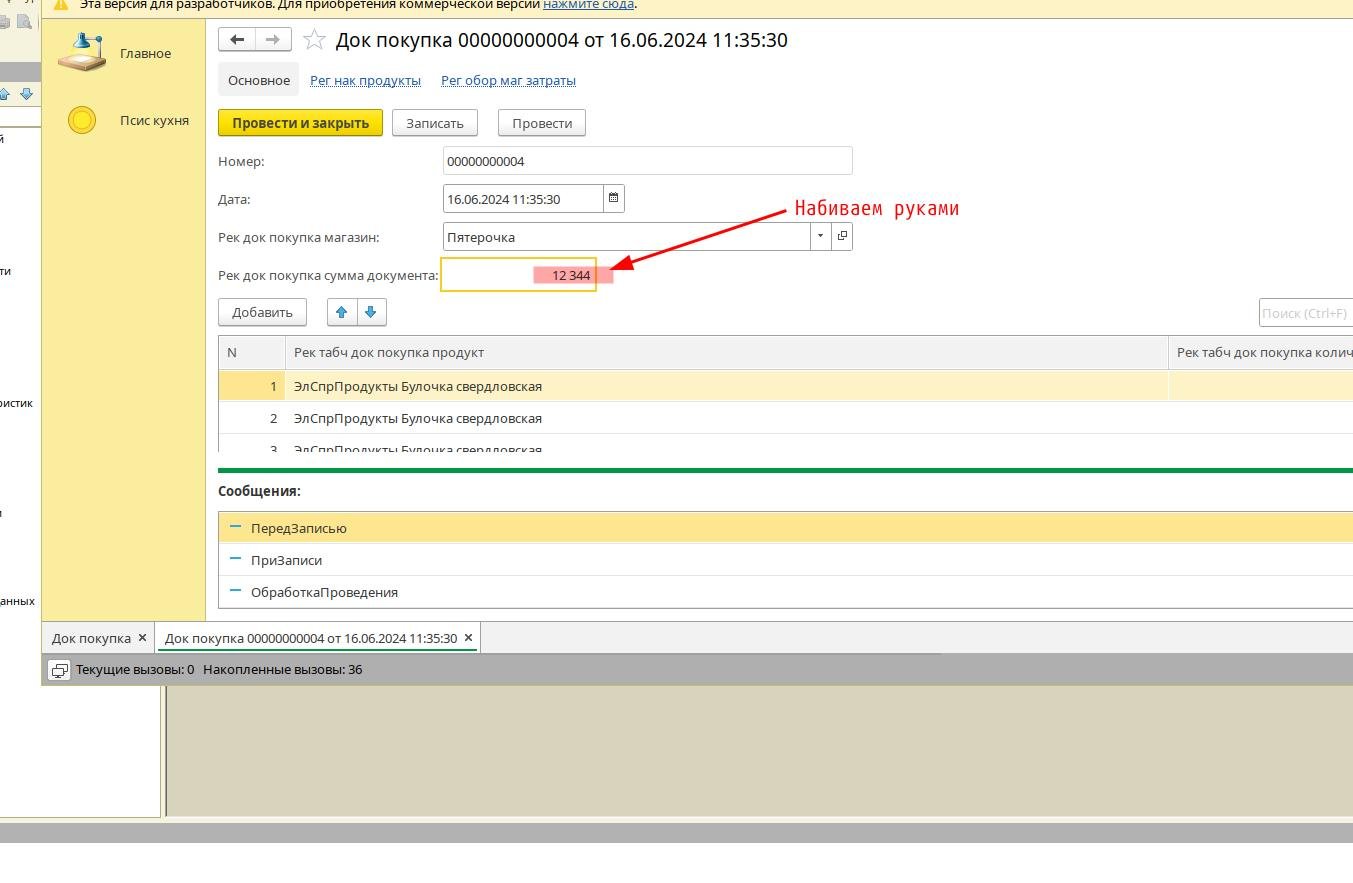 Эта версия для разработчиков. Для приобретения коммерческой версии нажмите сюда.
Главное
Псис кухня
Док покупка 00000000004 от 16.06.2024 11:35:30
Основное Рег нак продукты Рег обор маг затраты
Провести и закрыть Записать Провести
Номер: 00000000004
Дата: 16.06.2024 11:35:30
Набиваем руками
Рек док покупка магазин: Пятерочка
Рек док покупка сумма документа: 12 344
Добавить Поиск (Ctrl+F)
N Рек табч док покупка продукт Рек табч док покупка колич
1 ЭлСпрПродукты Булочка свердловская
2 ЭлСпрПродукты Булочка свердловская
3 ЭлСпрПродукты Булочка свердловская
Сообщения:
ПередЗаписью
ПриЗаписи
ОбработкаПроведения
Док покупка × Док покупка 00000000004 от 16.06.2024 11:35:30 ×
Текущие вызовы: 0 Накопленные вызовы: 36
й
ти
ристик
анных